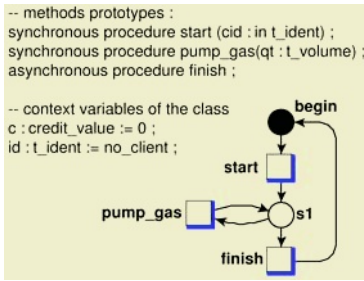 -- methods prototypes :
synchronous procedure start (cid : in t_ident) ;
synchronous procedure pump_gas(qt : t_volume) ;
asynchronous procedure finish ;
-- context variables of the class
c : credit_value := 0 ;
id : t_ident := no_client ;
begin
start
pump_gas
s1
finish